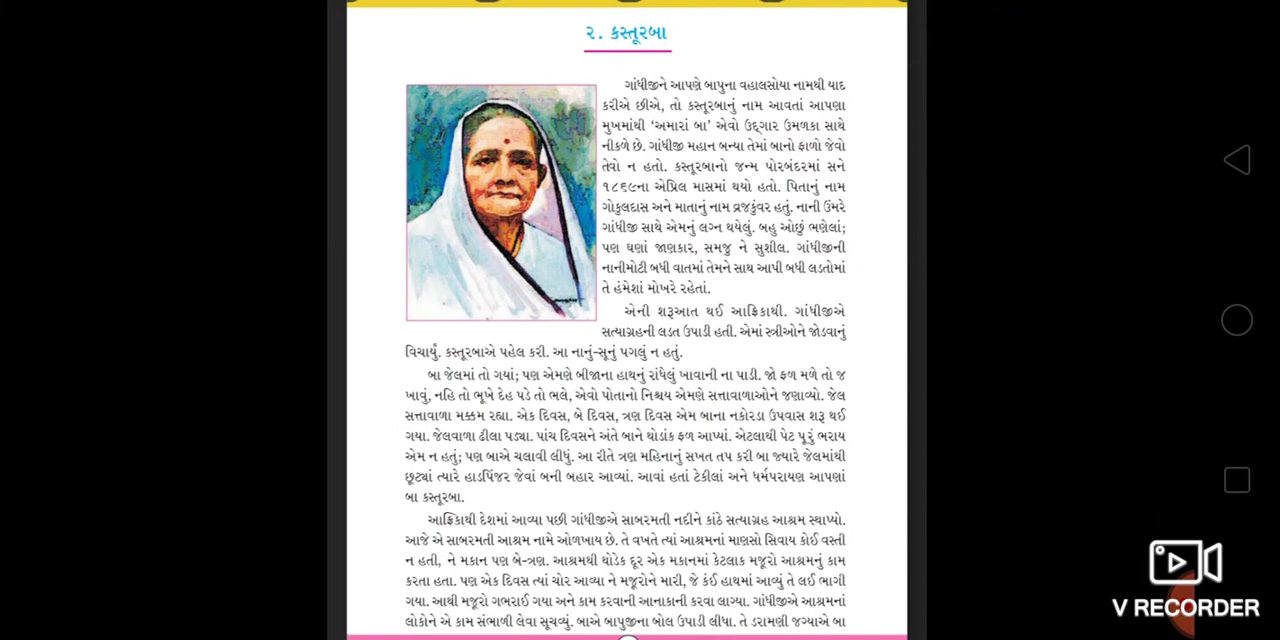 ૨. કસ્તૂરબા
ગાંધીજીને આપણે બાપુના વહાલસોયા નામથી યાદ
કરીએ છીએ, તો કસ્તૂરબાનું નામ આવતાં આપણા
મુખમાંથી ‘અમારાં બા’ એવો ઉદ્ગાર ઉમળકા સાથે
નીકળે છે. ગાંધીજી મહાન બન્યા તેમાં બાનો ફાળો જેવો
તેવો ન હતો. કસ્તૂરબાનો જન્મ પોરબંદરમાં સને
૧૮૬૯ના એપ્રિલ માસમાં થયો હતો. પિતાનું નામ
ગોકુલદાસ અને માતાનું નામ વ્રજકુંવર હતું. નાની ઉંમરે
ગાંધીજી સાથે એમનું લગ્ન થયેલું. બહુ ઓછું ભણેલાં;
પણ ઘણાં જાણકાર, સમજુ ને સુશીલ. ગાંધીજીની
નાનીમોટી બધી વાતમાં તેમને સાથ આપી બધી લડતોમાં
તે હંમેશાં મોખરે રહેતાં.
એની શરૂઆત થઈ આફ્રિકાથી. ગાંધીજીએ
સત્યાગ્રહની લડત ઉપાડી હતી. એમાં સ્ત્રીઓને જોડવાનું
વિચાર્યું. કસ્તૂરબાએ પહેલ કરી. આ નાનું-સૂનું પગલું ન હતું.
બા જેલમાં તો ગયાં; પણ એમણે બીજાના હાથનું રાંધેલું ખાવાની ના પાડી. જો ફળ મળે તો જ
ખાવું, નહિ તો ભૂખે દેહ પડે તો ભલે, એવો પોતાનો નિશ્ચય એમણે સત્તાવાળાઓને જણાવ્યો. જેલ
સત્તાવાળા મક્કમ રહ્યા. એક દિવસ, બે દિવસ, ત્રણ દિવસ એમ બાના નકોરડા ઉપવાસ શરૂ થઈ
ગયા. જેલવાળા ઢીલા પડ્યા. પાંચ દિવસને અંતે બાને થોડાંક ફળ આપ્યાં. એટલાથી પેટ પૂરું ભરાય
એમ ન હતું; પણ બાએ ચલાવી લીધું. આ રીતે ત્રણ મહિનાનું સખત તપ કરી બા જ્યારે જેલમાંથી
છૂટ્યાં ત્યારે હાડપિંજર જેવાં બની બહાર આવ્યાં. આવાં હતાં ટેકીલાં અને ધર્મપરાયણ આપણાં
બા કસ્તૂરબા.
આફ્રિકાથી દેશમાં આવ્યા પછી ગાંધીજીએ સાબરમતી નદીને કાંઠે સત્યાગ્રહ આશ્રમ સ્થાપ્યો.
આજે એ સાબરમતી આશ્રમ નામે ઓળખાય છે. તે વખતે ત્યાં આશ્રમનાં માણસો સિવાય કોઈ વસ્તી
ન હતી, ને મકાન પણ બે-ત્રણ. આશ્રમથી થોડેક દૂર એક મકાનમાં કેટલાક મજૂરો આશ્રમનું કામ
કરતા હતા. પણ એક દિવસ ત્યાં ચોર આવ્યા ને મજૂરોને મારી, જે કંઈ હાથમાં આવ્યું તે લઈ ભાગી
ગયા. આથી મજૂરો ગભરાઈ ગયા અને કામ કરવાની આનાકાની કરવા લાગ્યા. ગાંધીજીએ આશ્રમનાં
લોકોને એ કામ સંભાળી લેવા સૂચવ્યું. બાએ બાપુજીના બોલ ઉપાડી લીધા. તે ડરામણી જગ્યાએ બા
V RECORDER